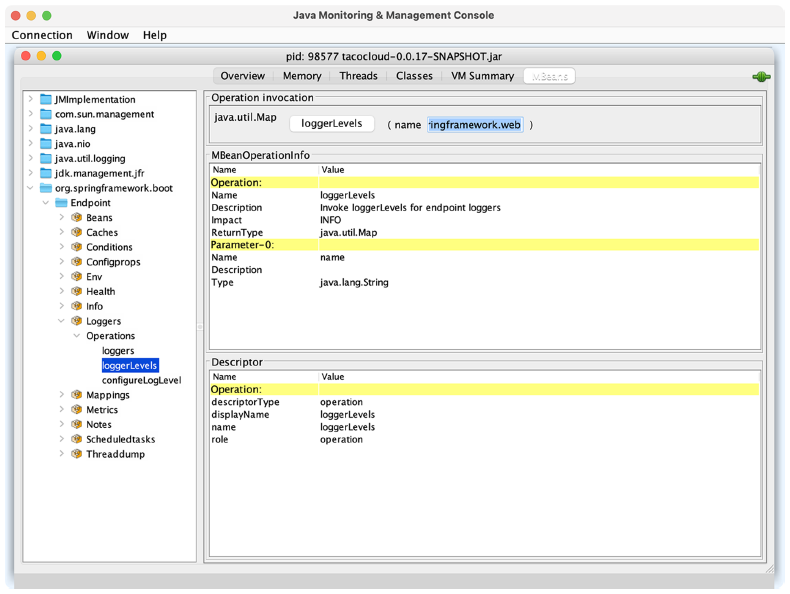 Java Monitoring & Management Console
Connection Window Help
pid: 98577 tacocloud-0.0.17-SNAPSHOT.jar
Overview Memory Threads Classes VM Summary MBeans
JMImplementation
com.sun.management
java.lang
java.nio
java.util.logging
jdk.management.jfr
org.springframework.boot
Endpoint
Beans
Caches
Conditions
Configprops
Env
Health
Info
Loggers
Operations
loggers
loggerLevels
configureLogLevel
Mappings
Metrics
Notes
Scheduledtasks
Threaddump
Operation invocation
java.util.Map loggerLevels ( name ringframework.web )
MBeanOperationInfo
Name Value
Operation:
Name loggerLevels
Description Invoke loggerLevels for endpoint loggers
Impact INFO
ReturnType java.util.Map
Parameter-0:
Name name
Description
Type java.lang.String
Descriptor
Name Value
Operation:
descriptorType operation
displayName loggerLevels
name loggerLevels
role operation